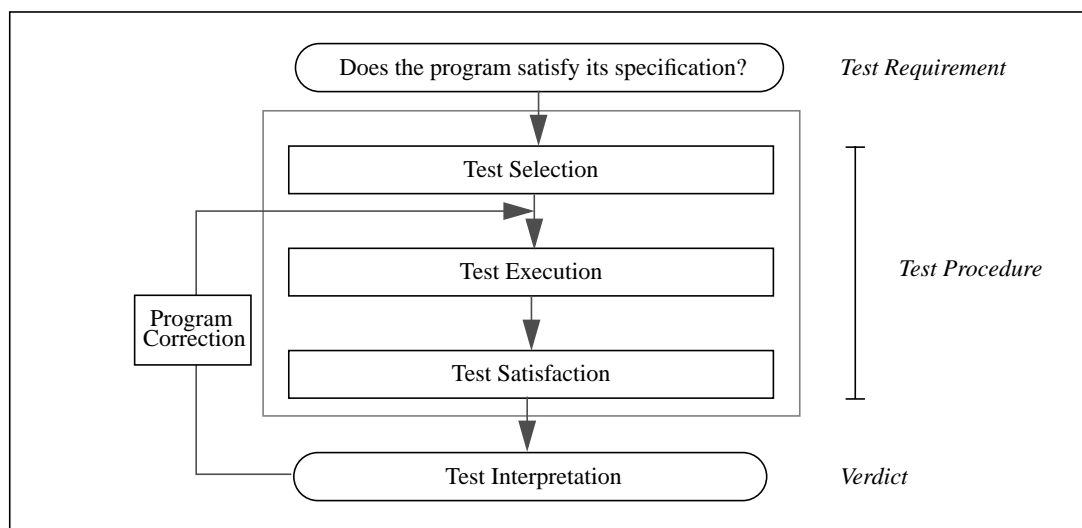 Does the program satisfy its specification?
Test Requirement
Test Selection
Test Execution
Test Procedure
Program
Correction
Test Satisfaction
Test Interpretation
Verdict